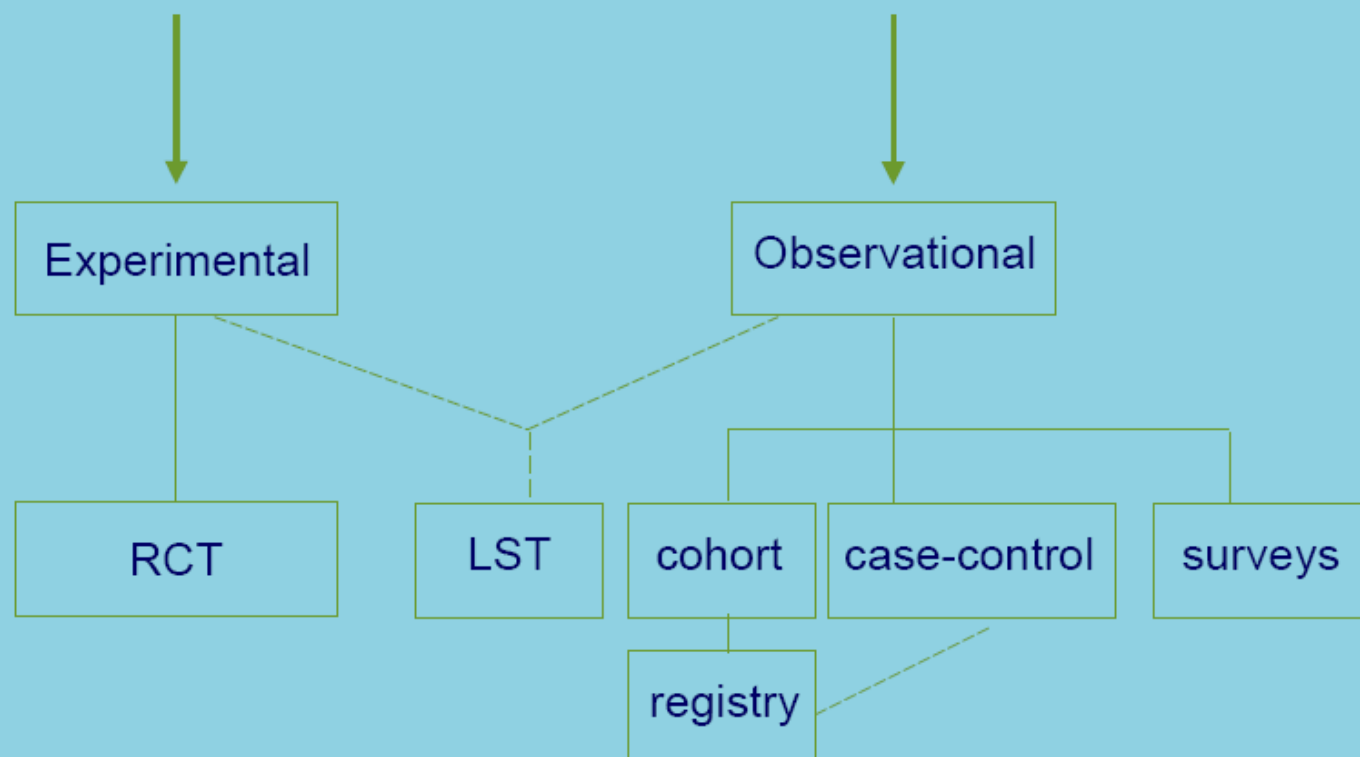 Experimental
Observational
RCT
LST
cohort
case-control
surveys
registry